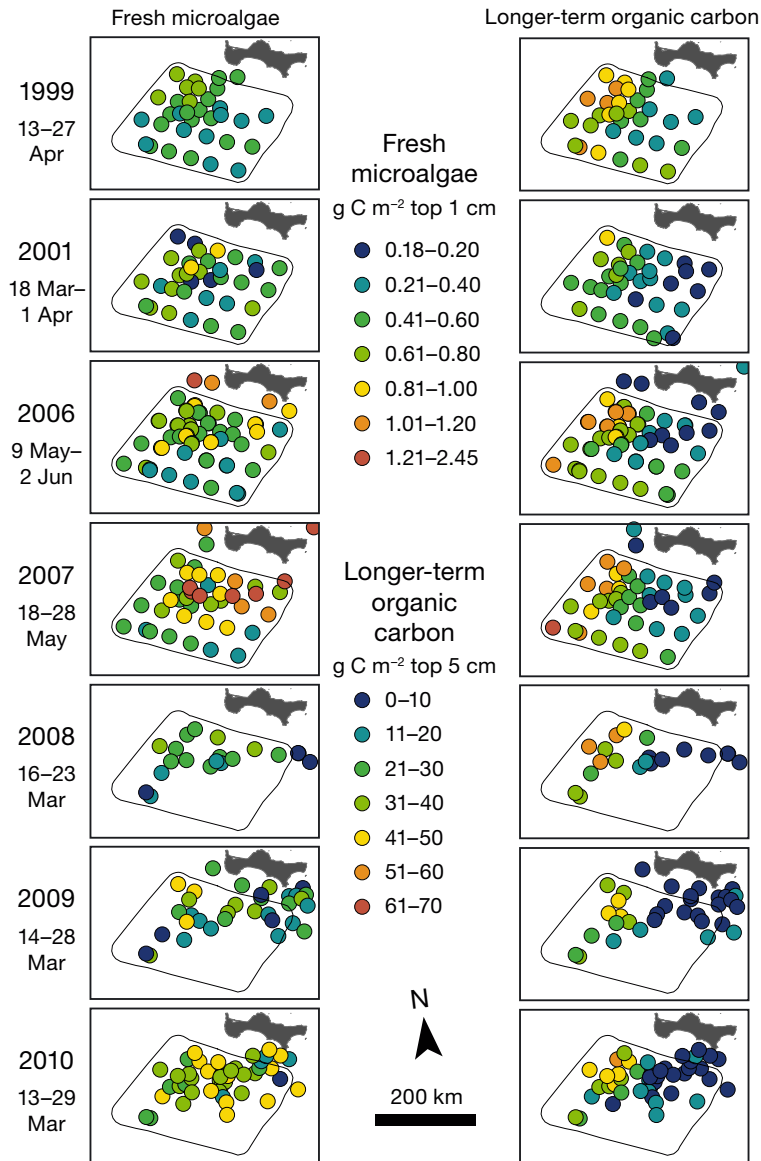 Fresh microalgae
Longer-term organic carbon
1999
13–27
Apr
2001
18 Mar–
1 Apr
2006
9 May–
2 Jun
2007
18–28
May
2008
16–23
Mar
2009
14–28
Mar
2010
13–29
Mar
Fresh
microalgae
g C m⁻² top 1 cm
0.18–0.20
0.21–0.40
0.41–0.60
0.61–0.80
0.81–1.00
1.01–1.20
1.21–2.45
Longer-term
organic
carbon
g C m⁻² top 5 cm
0–10
11–20
21–30
31–40
41–50
51–60
61–70
N
200 km